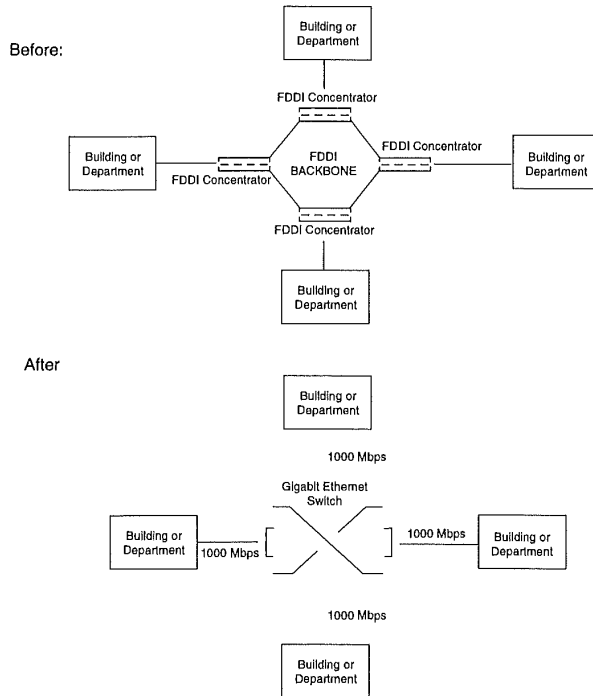 Before:
Building or
Department
FDDI Concentrator
FDDI Concentrator
Building or
Department
FDDI
BACKBONE
Building or
Department
FDDI Concentrator
FDDI Concentrator
Building or
Department
After
Building or
Department
1000 Mbps
Gigabit Ethernet
Switch
Building or
Department
1000 Mbps
1000 Mbps
Building or
Department
1000 Mbps
Building or
Department